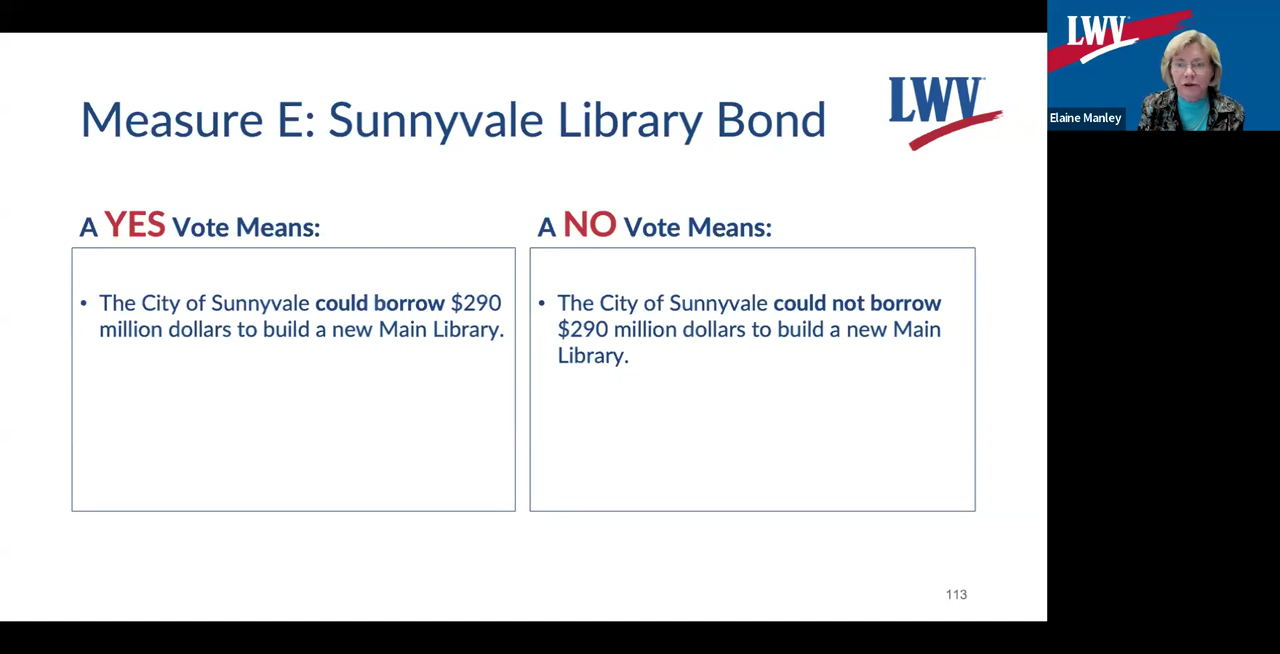 LWV
Elaine Manley
Measure E: Sunnyvale Library Bond
LWV
A YES Vote Means:
• The City of Sunnyvale could borrow $290
million dollars to build a new Main Library.
A NO Vote Means:
• The City of Sunnyvale could not borrow
$290 million dollars to build a new Main
Library.
113